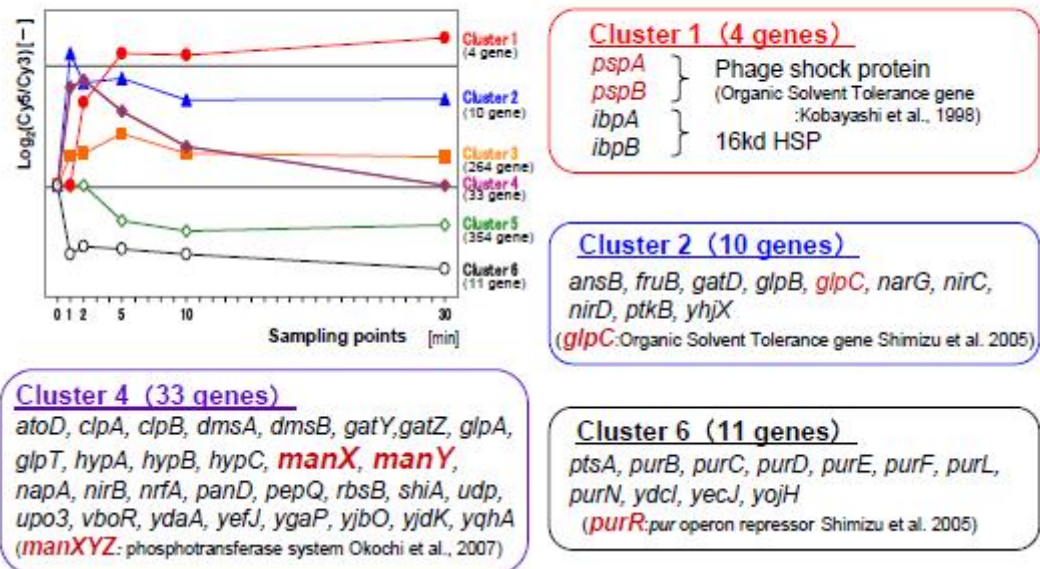 Log2(Cy5/Cy3)[−]
Cluster 1
(4 gene)
Cluster 2
(10 gene)
Cluster 3
(264 gene)
Cluster 4
(33 gene)
Cluster 5
(354 gene)
Cluster 6
(11 gene)
0 1 2 5 10 30
Sampling points [min]
Cluster 1 (4 genes)
pspA
pspB
Phage shock protein
(Organic Solvent Tolerance gene
:Kobayashi et al., 1998)
ibpA
ibpB
16kd HSP
Cluster 2 (10 genes)
ansB, fruB, gatD, glpB, glpC, narG, nirC,
nirD, ptkB, yhjX
(glpC:Organic Solvent Tolerance gene Shimizu et al. 2005)
Cluster 4 (33 genes)
atoD, clpA, clpB, dmsA, dmsB, gatY,gatZ, glpA,
glpT, hypA, hypB, hypC, manX, manY,
napA, nirB, nrfA, panD, pepQ, rbsB, shiA, udp,
upo3, vboR, ydaA, yefJ, ygaP, yjbO, yjdK, yqhA
(manXYZ: phosphotransferase system Okochi et al., 2007)
Cluster 6 (11 genes)
ptsA, purB, purC, purD, purE, purF, purL,
purN, ydcI, yecJ, yojH
(purR:pur operon repressor Shimizu et al. 2005)